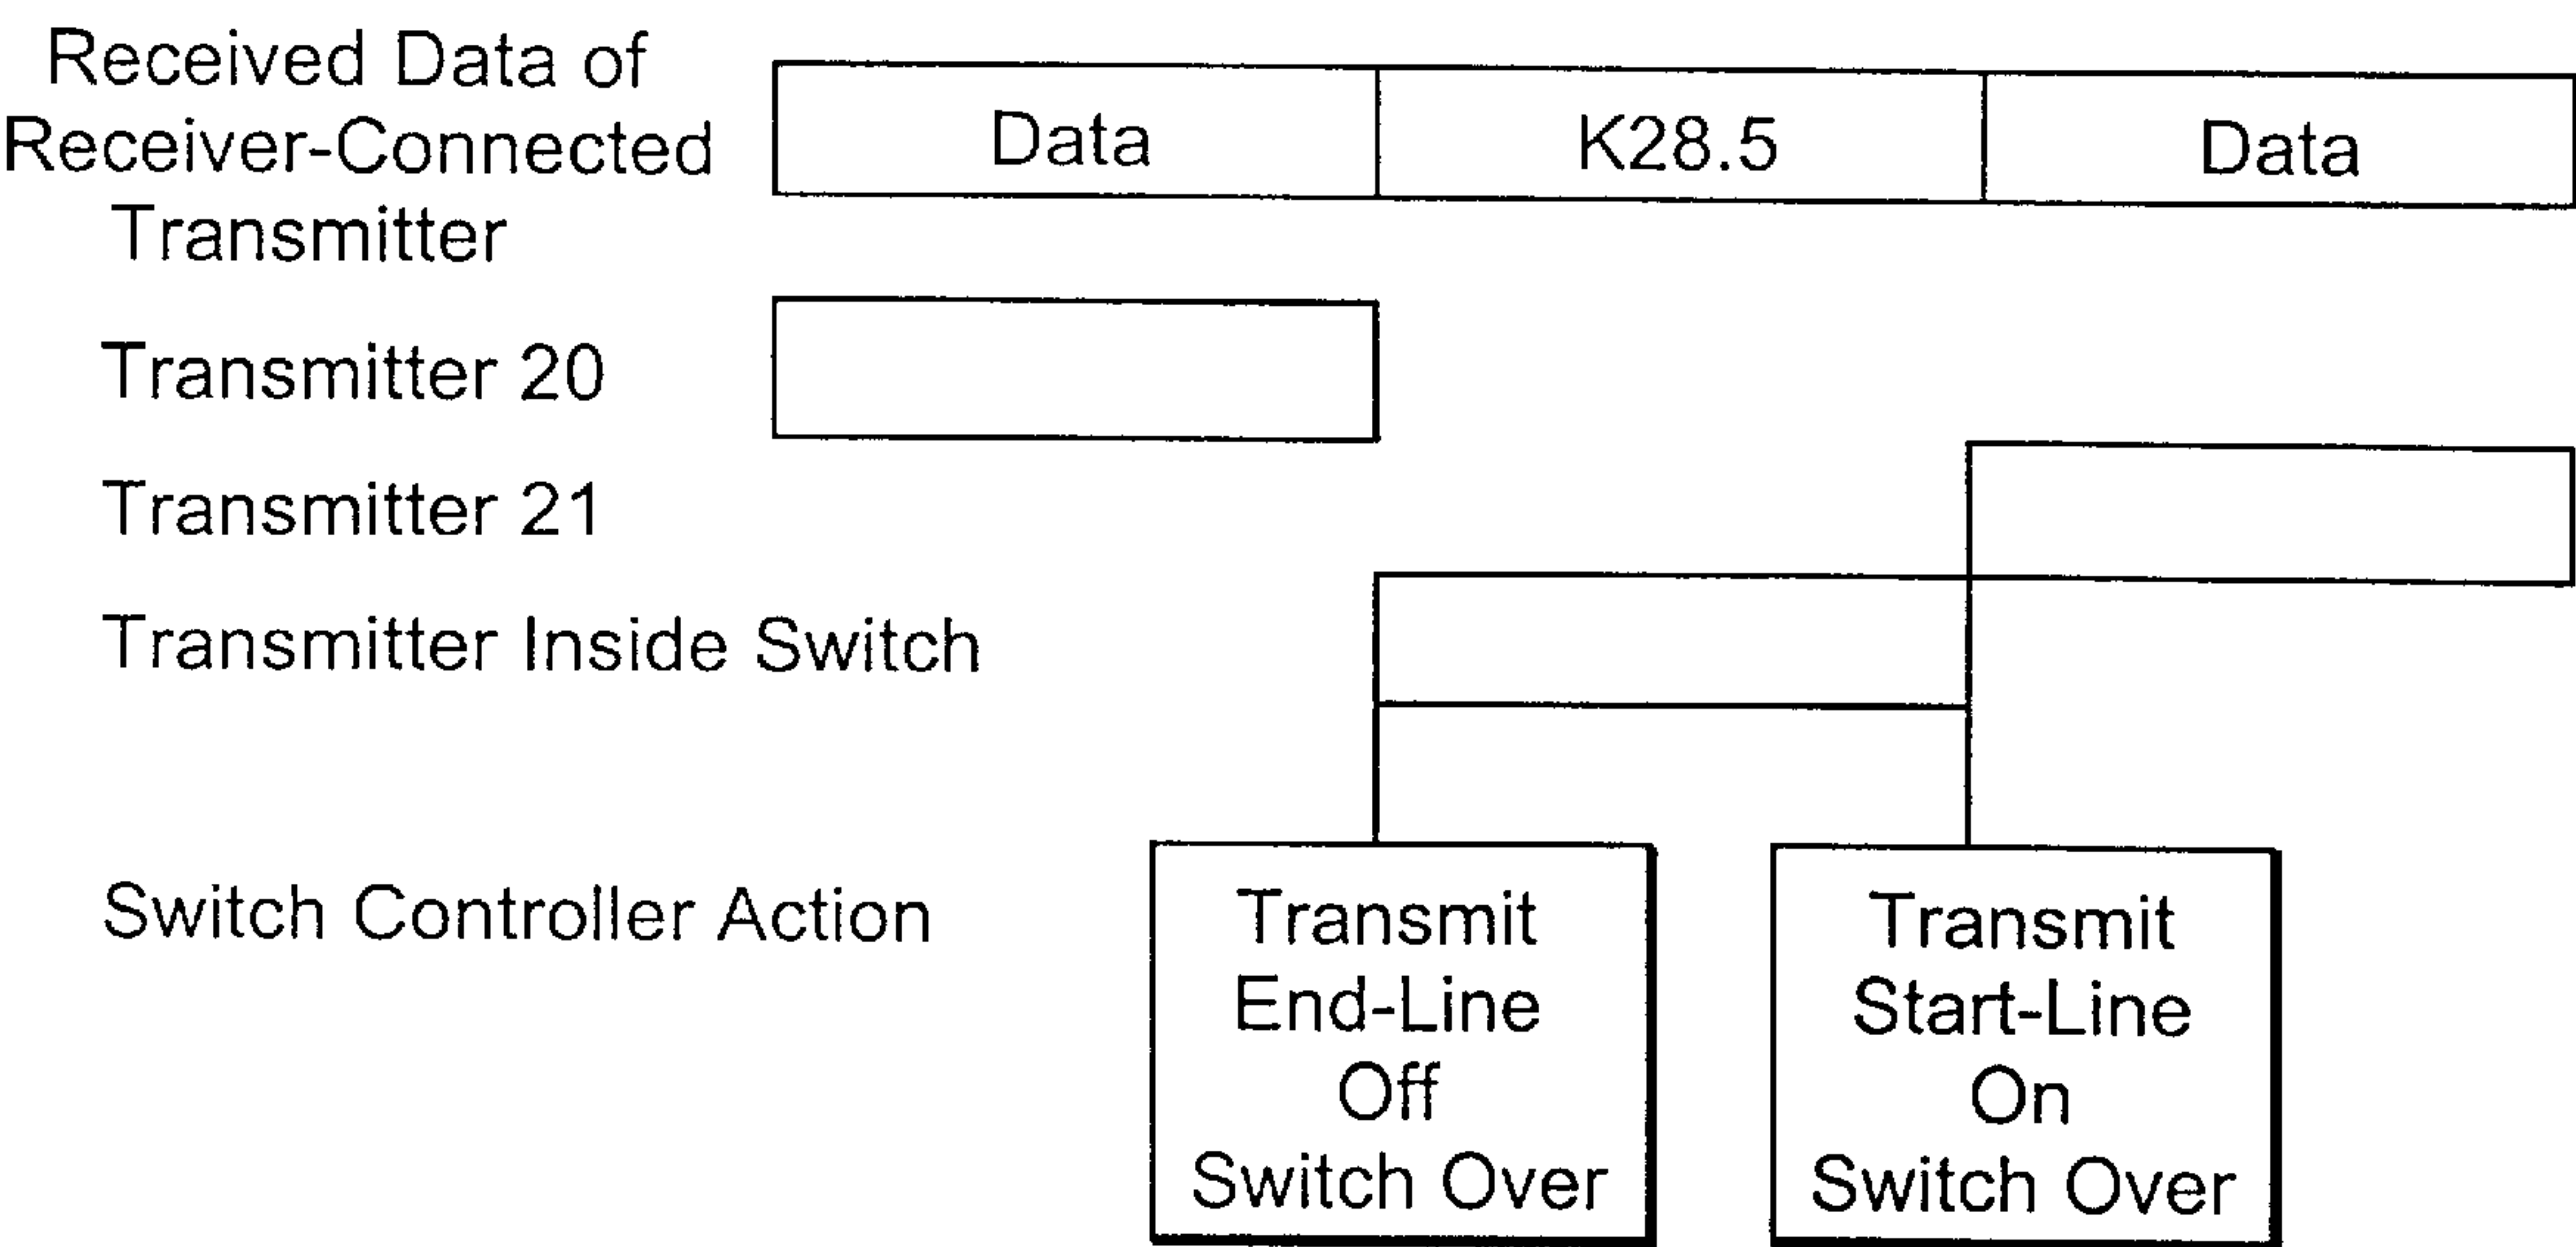 Received Data of
Receiver-Connected
Transmitter
Data
K28.5
Data
Transmitter 20
Transmitter 21
Transmitter Inside Switch
Switch Controller Action
Transmit
End-Line
Off
Switch Over
Transmit
Start-Line
On
Switch Over